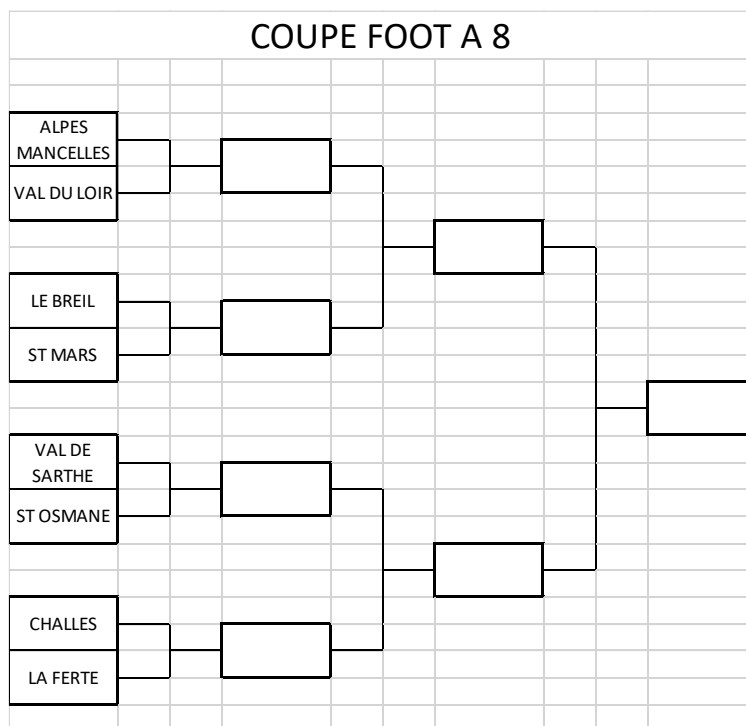 COUPE FOOT A 8
ALPES
MANCELLES
VAL DU LOIR
LE BREIL
ST MARS
VAL DE
SARTHE
ST OSMANE
CHALLES
LA FERTE